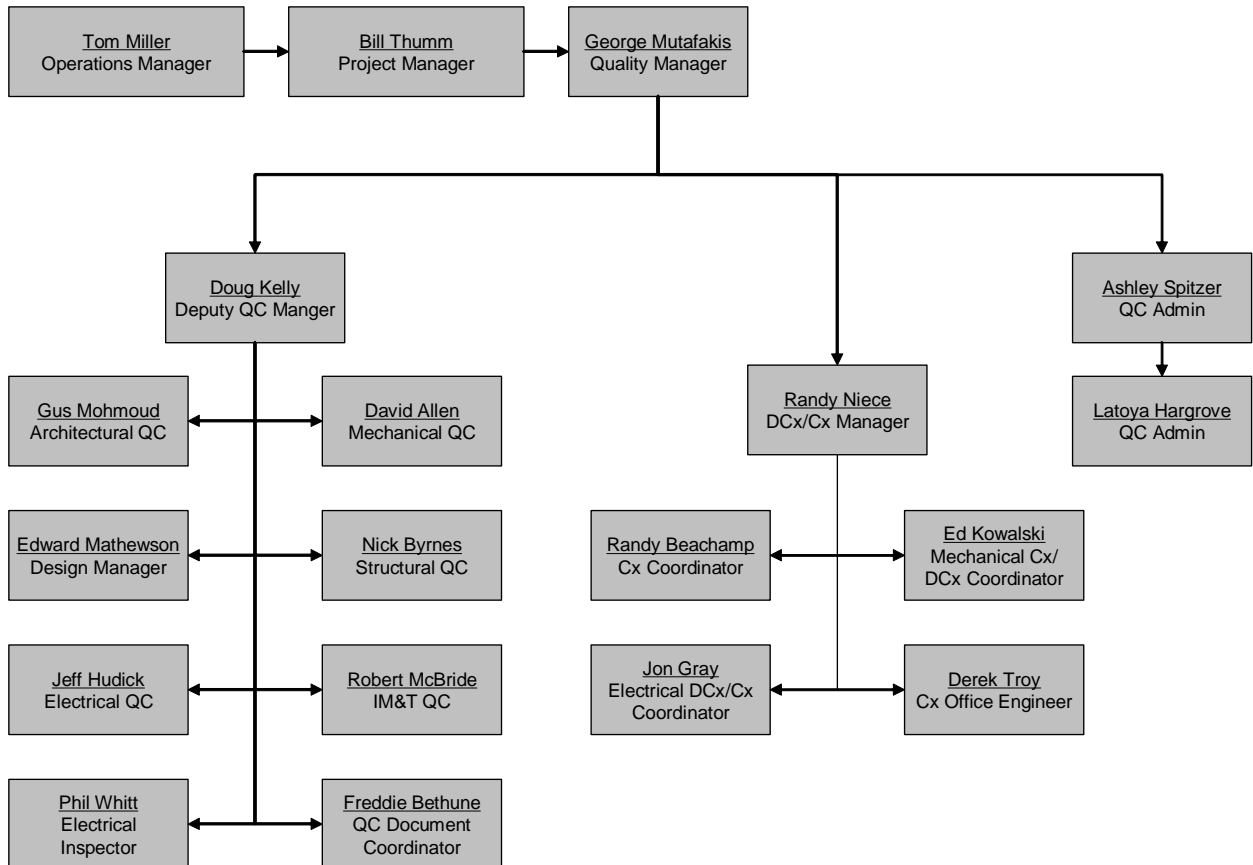 Tom Miller
Operations Manager
Bill Thumm
Project Manager
George Mutafakis
Quality Manager
Doug Kelly
Deputy QC Manger
Ashley Spitzer
QC Admin
Gus Mohmoud
Architectural QC
David Allen
Mechanical QC
Randy Niece
DCx/Cx Manager
Latoya Hargrove
QC Admin
Edward Mathewson
Design Manager
Nick Byrnes
Structural QC
Randy Beachamp
Cx Coordinator
Ed Kowalski
Mechanical Cx/
DCx Coordinator
Jeff Hudick
Electrical QC
Robert McBride
IM&T QC
Jon Gray
Electrical DCx/Cx
Coordinator
Derek Troy
Cx Office Engineer
Phil Whitt
Electrical
Inspector
Freddie Bethune
QC Document
Coordinator